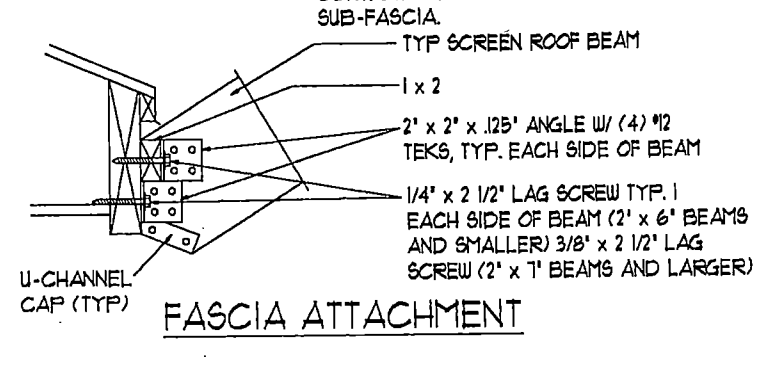 SUB-FASCIA.
TYP SCREEN ROOF BEAM
1 x 2
2" x 2" x .125" ANGLE W/ (4) #12
TEKS, TYP. EACH SIDE OF BEAM
1/4" x 2 1/2" LAG SCREW TYP. 1
EACH SIDE OF BEAM (2" x 6" BEAMS
AND SMALLER) 3/8" x 2 1/2" LAG
SCREW (2" x 7" BEAMS AND LARGER)
U-CHANNEL
CAP (TYP)
FASCIA ATTACHMENT